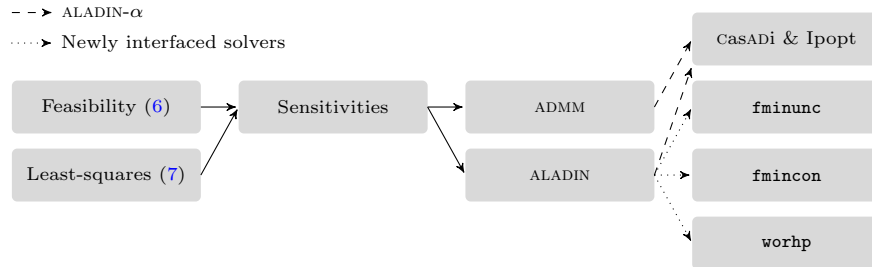 ALADIN-α
Newly interfaced solvers
CasADi & Ipopt
Feasibility (6)
Sensitivities
ADMM
fminunc
Least-squares (7)
ALADIN
fmincon
worhp